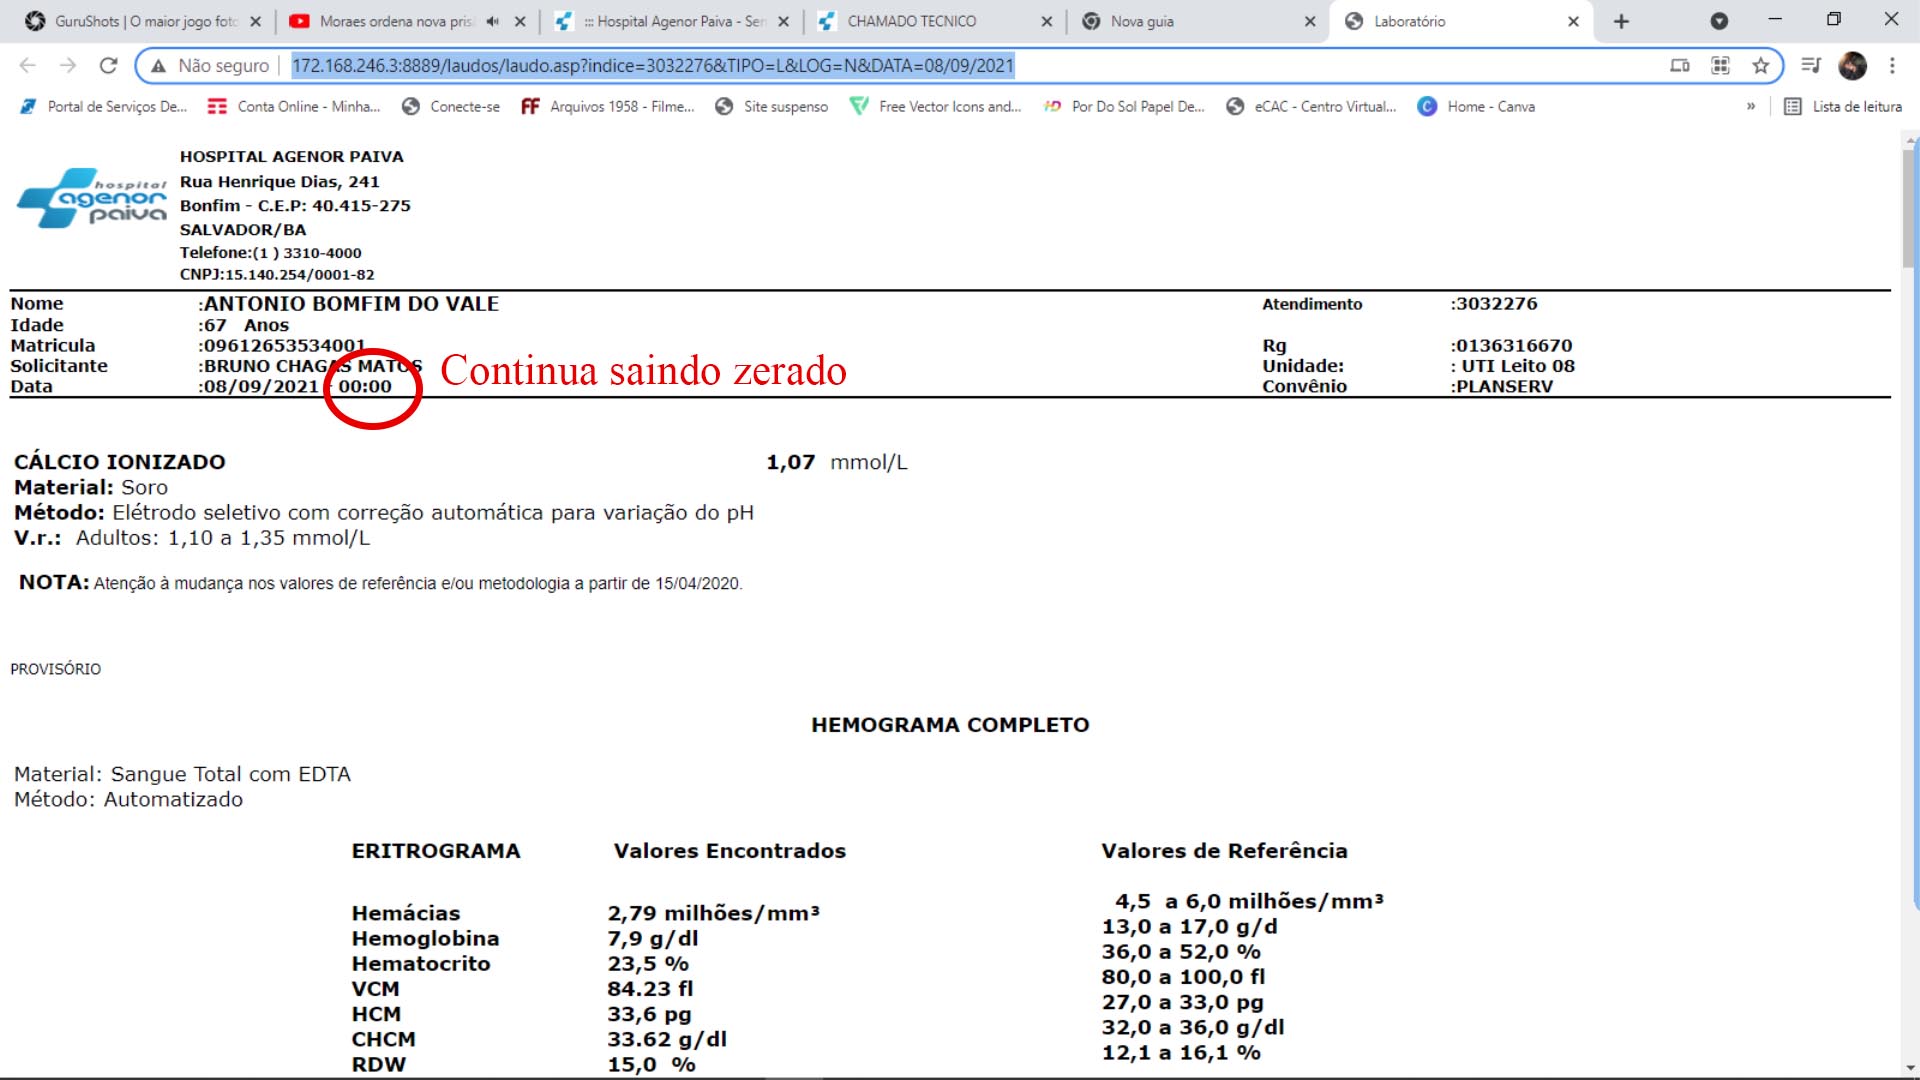 GuruShots | O maior jogo foto
Moraes ordena nova pris
::: Hospital Agenor Paiva - Ser
CHAMADO TECNICO
Nova guia
Laboratório
Não seguro
172.168.246.3:8889/laudos/laudo.asp?indice=3032276&TIPO=L&LOG=N&DATA=08/09/2021
Portal de Serviços De...
Conta Online - Minha...
Conecte-se
FF Arquivos 1958 - Filme...
Site suspenso
Free Vector Icons and...
Por Do Sol Papel De...
eCAC - Centro Virtual...
C Home - Canva
»
Lista de leitura
hospital
agenor
paiva
HOSPITAL AGENOR PAIVA
Rua Henrique Dias, 241
Bonfim - C.E.P: 40.415-275
SALVADOR/BA
Telefone:(1 ) 3310-4000
CNPJ:15.140.254/0001-82
Nome :ANTONIO BOMFIM DO VALE Atendimento :3032276
Idade :67 Anos
Matricula :09612653534001 Rg :0136316670
Solicitante :BRUNO CHAGAS MATOS Unidade: : UTI Leito 08
Data :08/09/2021 - 00:00 Convênio :PLANSERV
Continua saindo zerado
CÁLCIO IONIZADO 1,07 mmol/L
Material: Soro
Método: Elétrodo seletivo com correção automática para variação do pH
V.r.: Adultos: 1,10 a 1,35 mmol/L
NOTA: Atenção à mudança nos valores de referência e/ou metodologia a partir de 15/04/2020.
PROVISÓRIO
HEMOGRAMA COMPLETO
Material: Sangue Total com EDTA
Método: Automatizado
ERITROGRAMA Valores Encontrados Valores de Referência
Hemácias 2,79 milhões/mm³ 4,5 a 6,0 milhões/mm³
Hemoglobina 7,9 g/dl 13,0 a 17,0 g/d
Hematocrito 23,5 % 36,0 a 52,0 %
VCM 84.23 fl 80,0 a 100,0 fl
HCM 33,6 pg 27,0 a 33,0 pg
CHCM 33.62 g/dl 32,0 a 36,0 g/dl
RDW 15,0 % 12,1 a 16,1 %